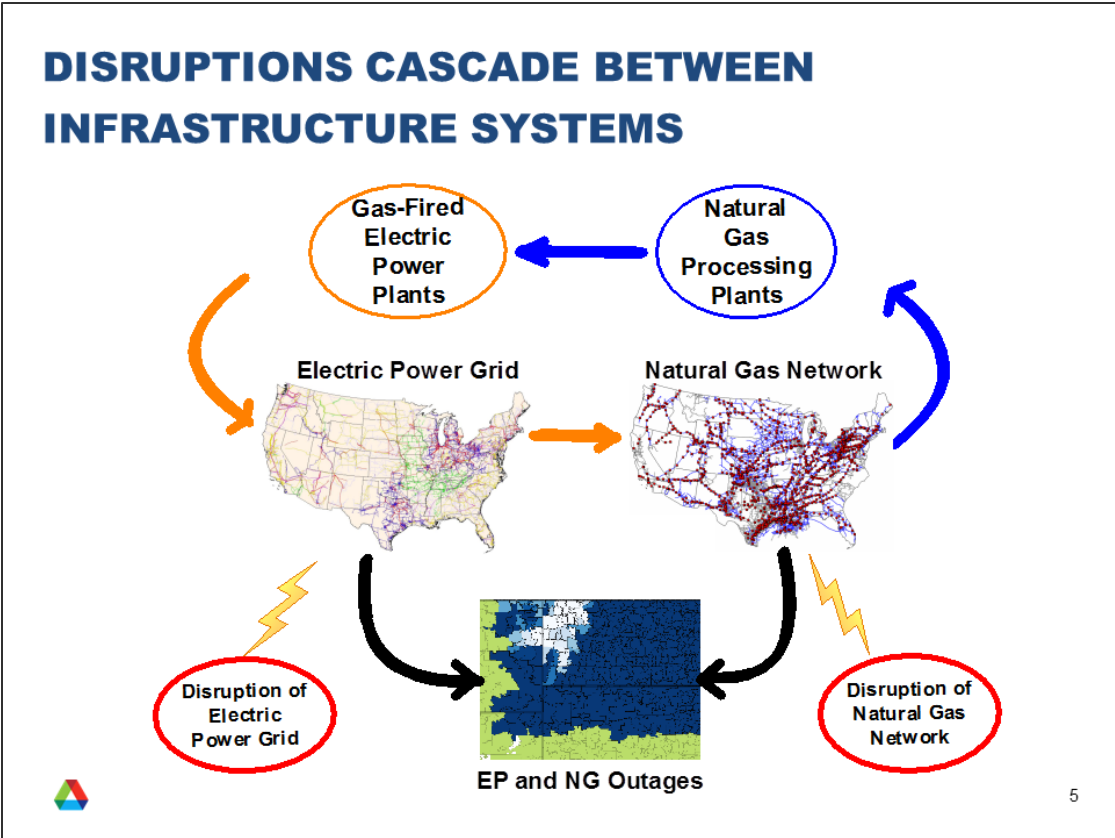 DISRUPTIONS CASCADE BETWEEN
INFRASTRUCTURE SYSTEMS
Gas-Fired
Electric
Power
Plants
Natural
Gas
Processing
Plants
Electric Power Grid
Natural Gas Network
Disruption of
Electric
Power Grid
Disruption of
Natural Gas
Network
EP and NG Outages
5